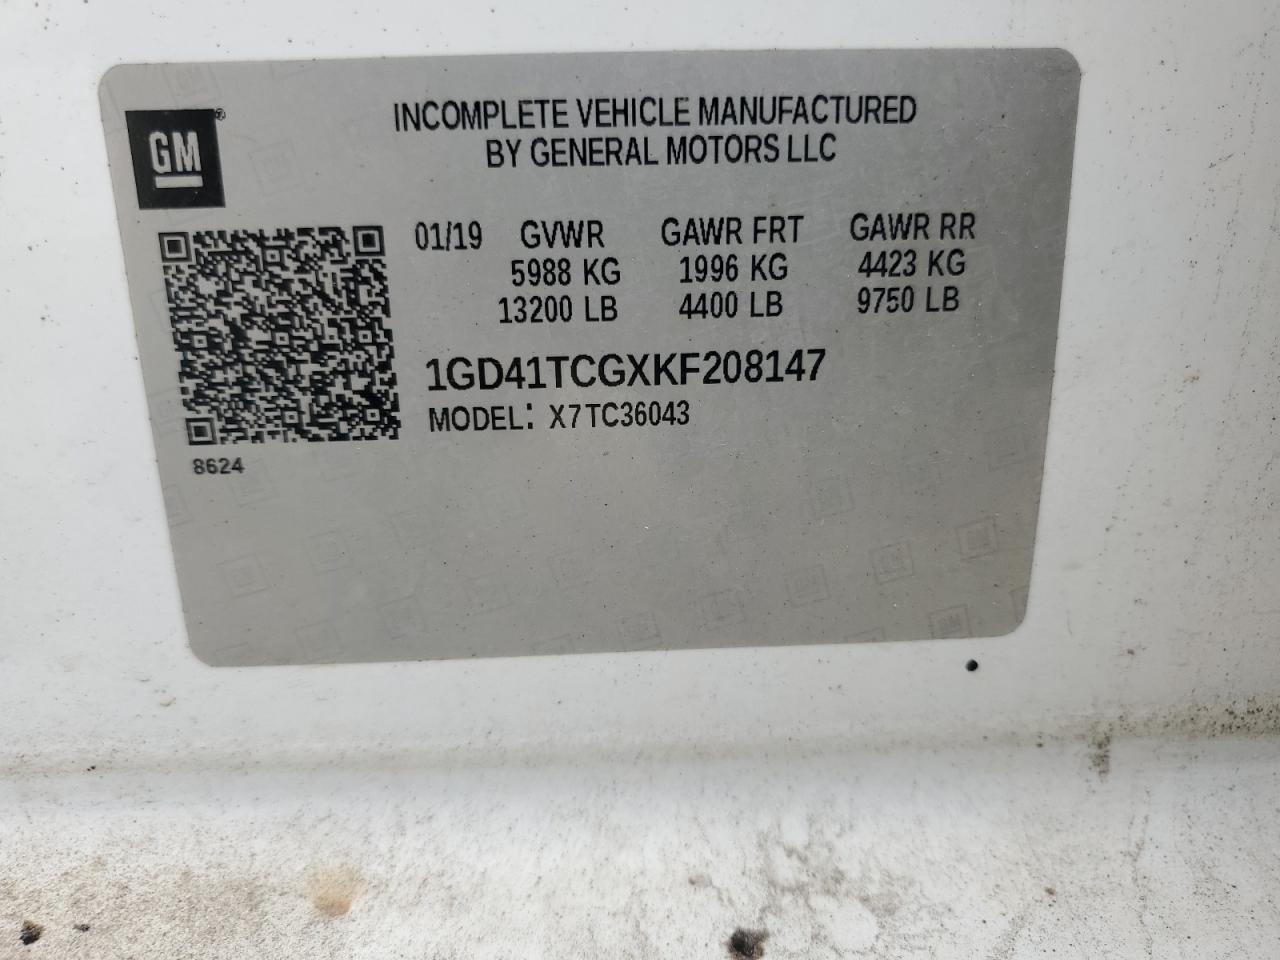 INCOMPLETE VEHICLE MANUFACTURED
BY GENERAL MOTORS LLC
GM
01/19 GVWR GAWR FRT GAWR RR
5988 KG 1996 KG 4423 KG
13200 LB 4400 LB 9750 LB
1GD41TCGXKF208147
MODEL: X7TC36043
8624